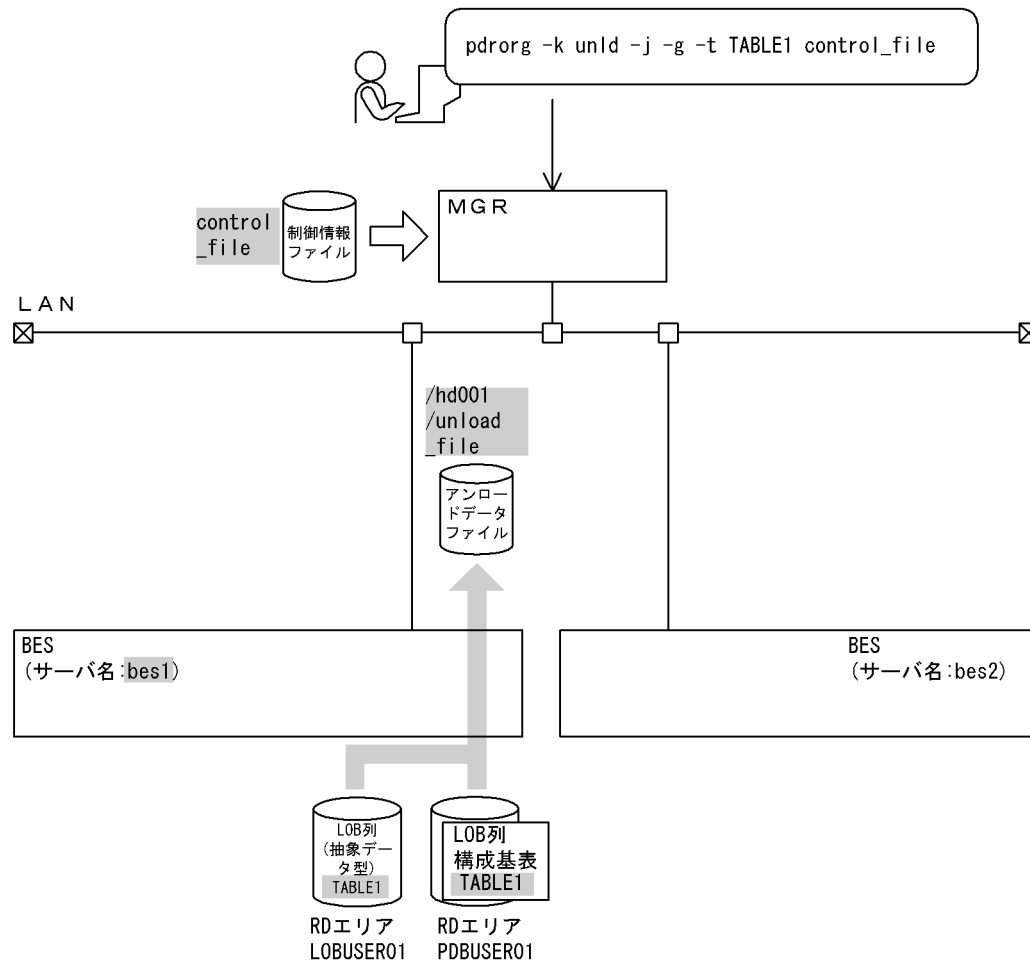 pdrorg -k unld -j -g -t TABLE1 control_file
MGR
control
_file
制御情報
ファイル
LAN
/hd001
/unload
_file
アンロー
ドデータ
ファイル
BES
(サーバ名:bes1)
BES
(サーバ名:bes2)
LOB列
(抽象デー
タ型)
TABLE1
LOB列
構成基表
TABLE1
RDエリア
LOBUSER01
RDエリア
PDBUSER01